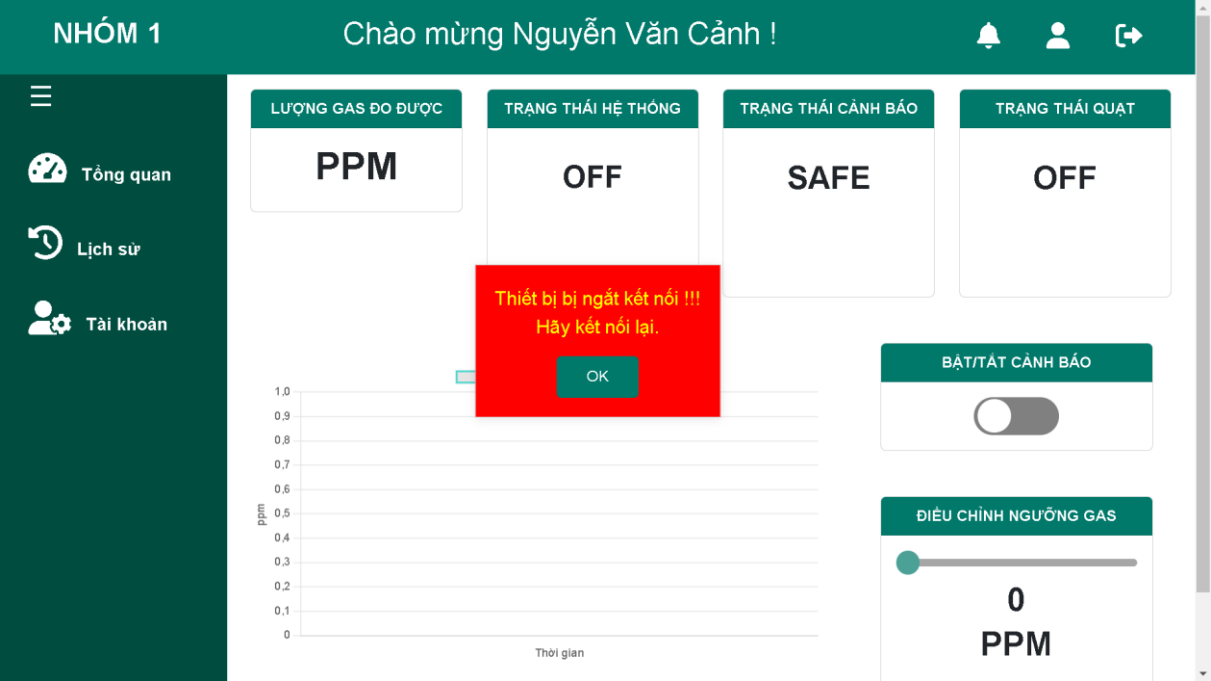 NHÓM 1
Chào mừng Nguyễn Văn Cảnh !
Tổng quan
Lịch sử
Tài khoản
LƯỢNG GAS ĐO ĐƯỢC
PPM
TRẠNG THÁI HỆ THỐNG
OFF
TRẠNG THÁI CẢNH BÁO
SAFE
TRẠNG THÁI QUẠT
OFF
Thiết bị bị ngắt kết nối !!!
Hãy kết nối lại.
OK
1,0
0,9
0,8
0,7
0,6
0,5
0,4
0,3
0,2
0,1
0
ppm
Thời gian
BẬT/TẮT CẢNH BÁO
ĐIỀU CHỈNH NGƯỠNG GAS
0
PPM